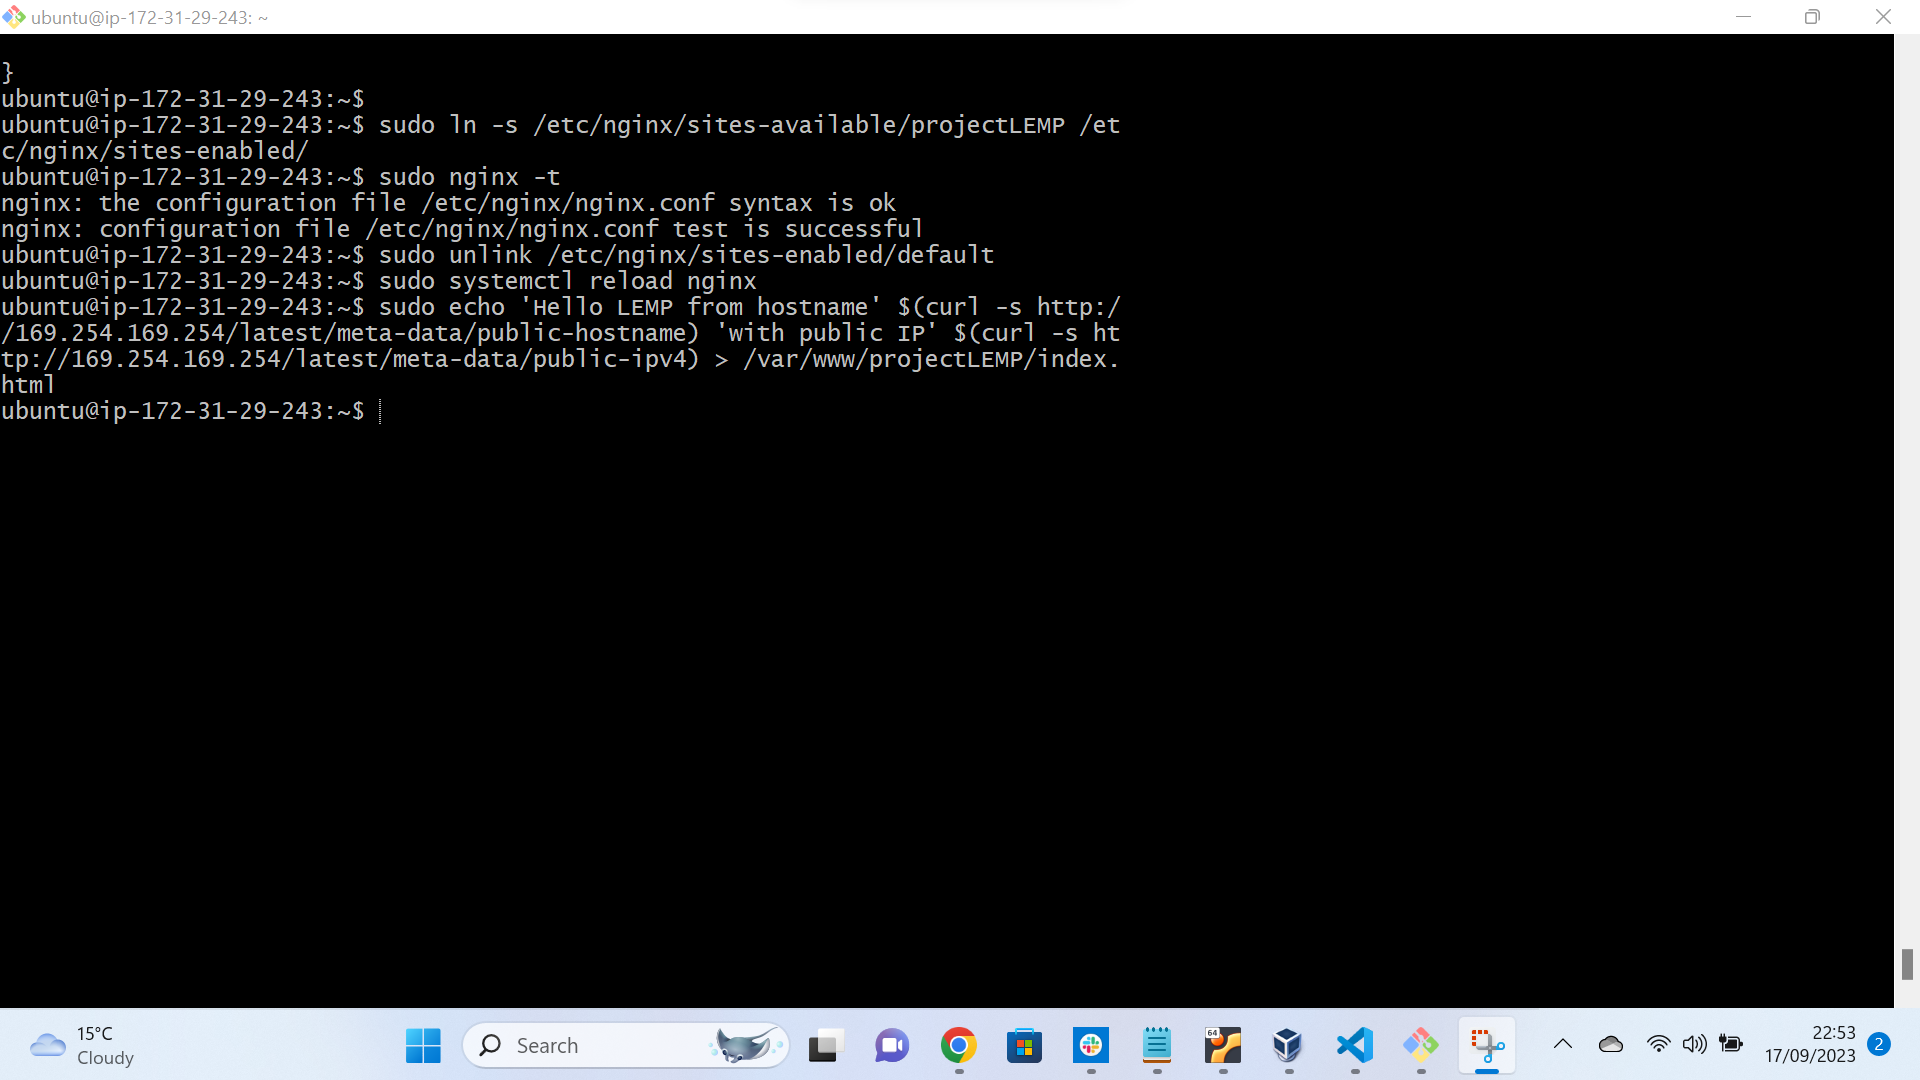 ubuntu@ip-172-31-29-243: ~
}
ubuntu@ip-172-31-29-243:~$
ubuntu@ip-172-31-29-243:~$ sudo ln -s /etc/nginx/sites-available/projectLEMP /et
c/nginx/sites-enabled/
ubuntu@ip-172-31-29-243:~$ sudo nginx -t
nginx: the configuration file /etc/nginx/nginx.conf syntax is ok
nginx: configuration file /etc/nginx/nginx.conf test is successful
ubuntu@ip-172-31-29-243:~$ sudo unlink /etc/nginx/sites-enabled/default
ubuntu@ip-172-31-29-243:~$ sudo systemctl reload nginx
ubuntu@ip-172-31-29-243:~$ sudo echo 'Hello LEMP from hostname' $(curl -s http:/
/169.254.169.254/latest/meta-data/public-hostname) 'with public IP' $(curl -s ht
tp://169.254.169.254/latest/meta-data/public-ipv4) > /var/www/projectLEMP/index.
html
ubuntu@ip-172-31-29-243:~$
15°C
Cloudy
Search
64
22:53
17/09/2023
2